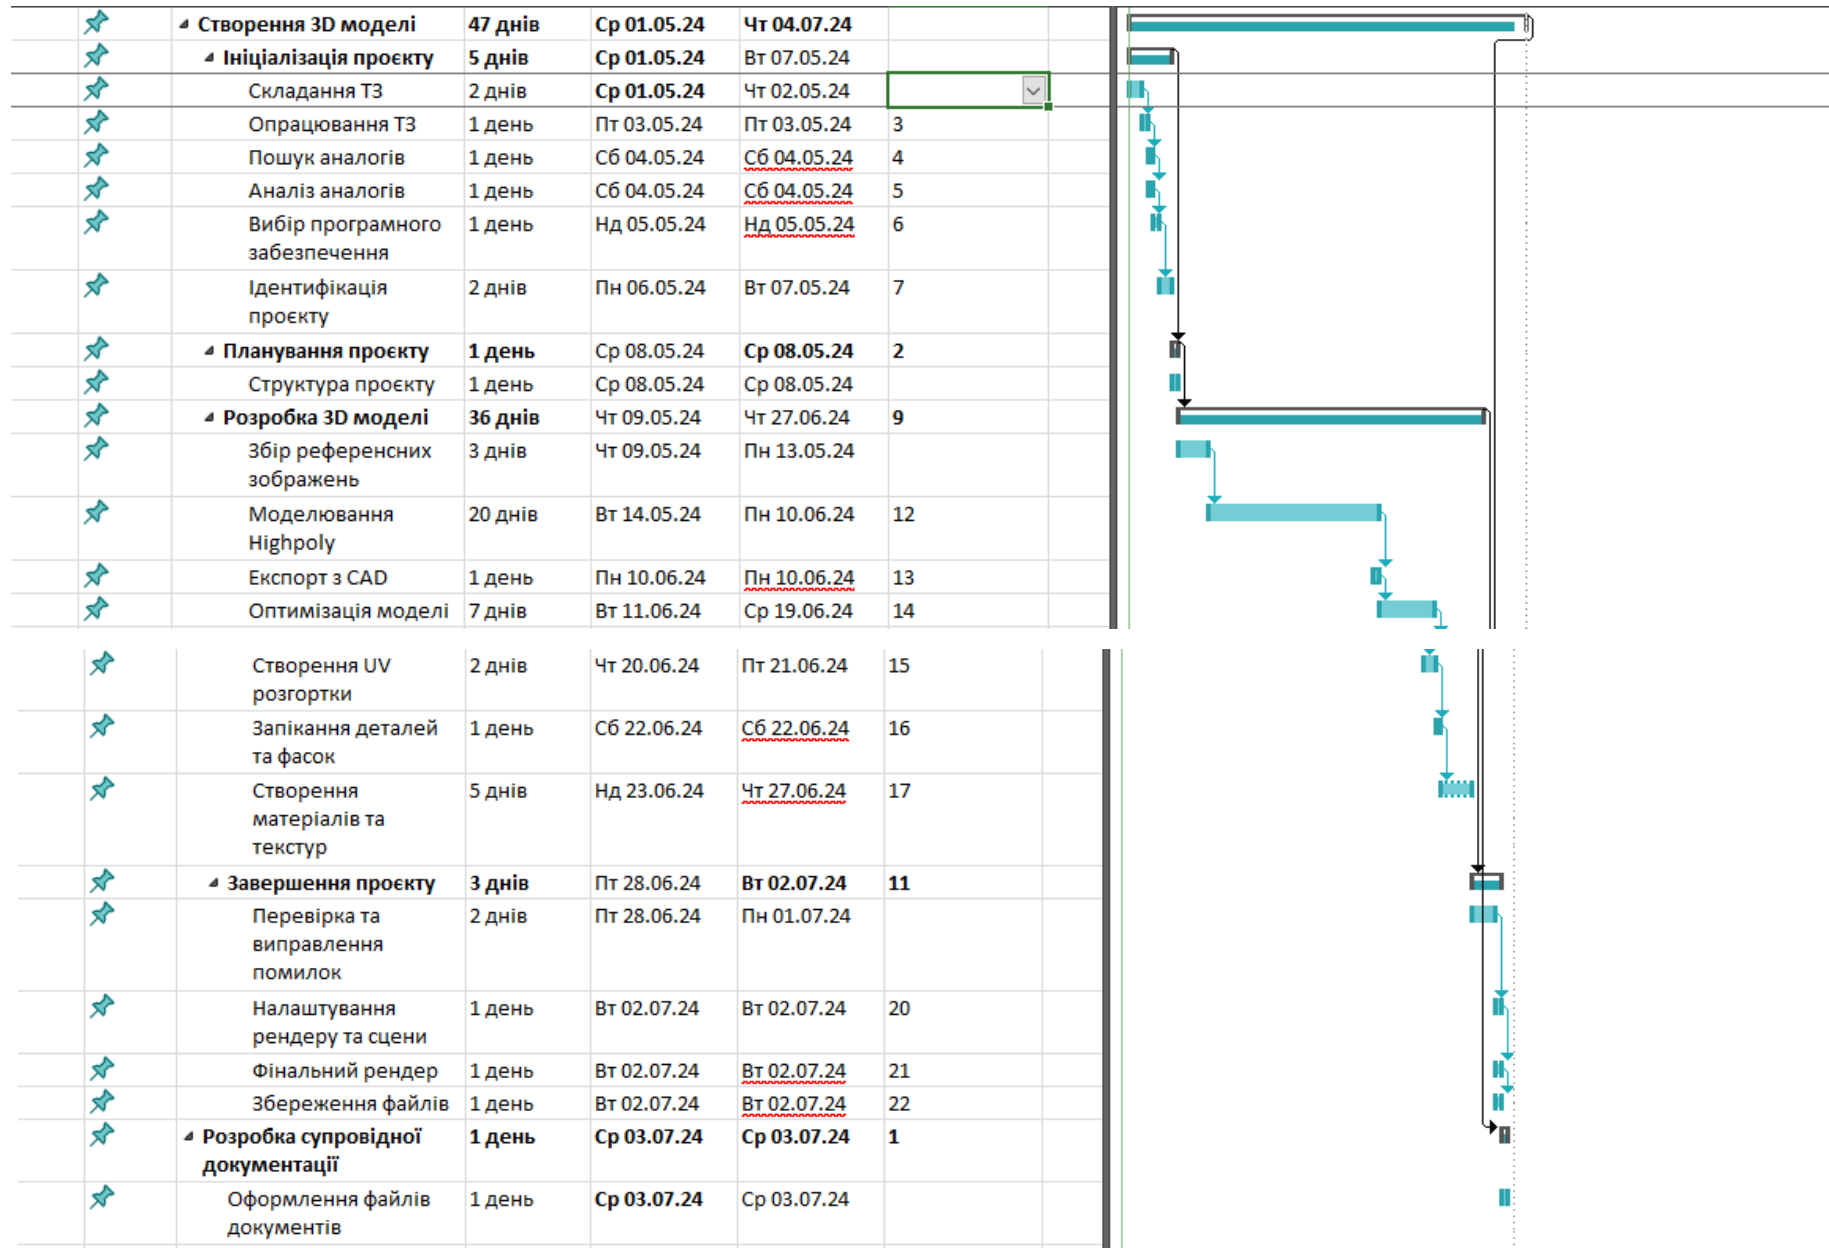 Створення 3D моделі 47 днів Ср 01.05.24 Чт 04.07.24
Ініціалізація проєкту 5 днів Ср 01.05.24 Вт 07.05.24
Складання ТЗ 2 днів Ср 01.05.24 Чт 02.05.24
Опрацювання ТЗ 1 день Пт 03.05.24 Пт 03.05.24 3
Пошук аналогів 1 день Сб 04.05.24 Сб 04.05.24 4
Аналіз аналогів 1 день Сб 04.05.24 Сб 04.05.24 5
Вибір програмного 1 день Нд 05.05.24 Нд 05.05.24 6
забезпечення
Ідентифікація 2 днів Пн 06.05.24 Вт 07.05.24 7
проєкту
Планування проєкту 1 день Ср 08.05.24 Ср 08.05.24 2
Структура проєкту 1 день Ср 08.05.24 Ср 08.05.24
Розробка 3D моделі 36 днів Чт 09.05.24 Чт 27.06.24 9
Збір референсних 3 днів Чт 09.05.24 Пн 13.05.24
зображень
Моделювання 20 днів Вт 14.05.24 Пн 10.06.24 12
Highpoly
Експорт з CAD 1 день Пн 10.06.24 Пн 10.06.24 13
Оптимізація моделі 7 днів Вт 11.06.24 Ср 19.06.24 14
Створення UV 2 днів Чт 20.06.24 Пт 21.06.24 15
розгортки
Запікання деталей 1 день Сб 22.06.24 Сб 22.06.24 16
та фасок
Створення 5 днів Нд 23.06.24 Чт 27.06.24 17
матеріалів та
текстур
Завершення проєкту 3 днів Пт 28.06.24 Вт 02.07.24 11
Перевірка та 2 днів Пт 28.06.24 Пн 01.07.24
виправлення
помилок
Налаштування 1 день Вт 02.07.24 Вт 02.07.24 20
рендеру та сцени
Фінальний рендер 1 день Вт 02.07.24 Вт 02.07.24 21
Збереження файлів 1 день Вт 02.07.24 Вт 02.07.24 22
Розробка супровідної 1 день Ср 03.07.24 Ср 03.07.24 1
документації
Оформлення файлів 1 день Ср 03.07.24 Ср 03.07.24
документів